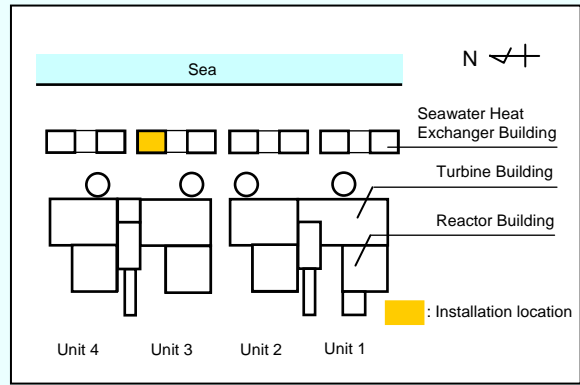 Sea
N
Seawater Heat
Exchanger Building
Turbine Building
Reactor Building
: Installation location
Unit 4
Unit 3
Unit 2
Unit 1